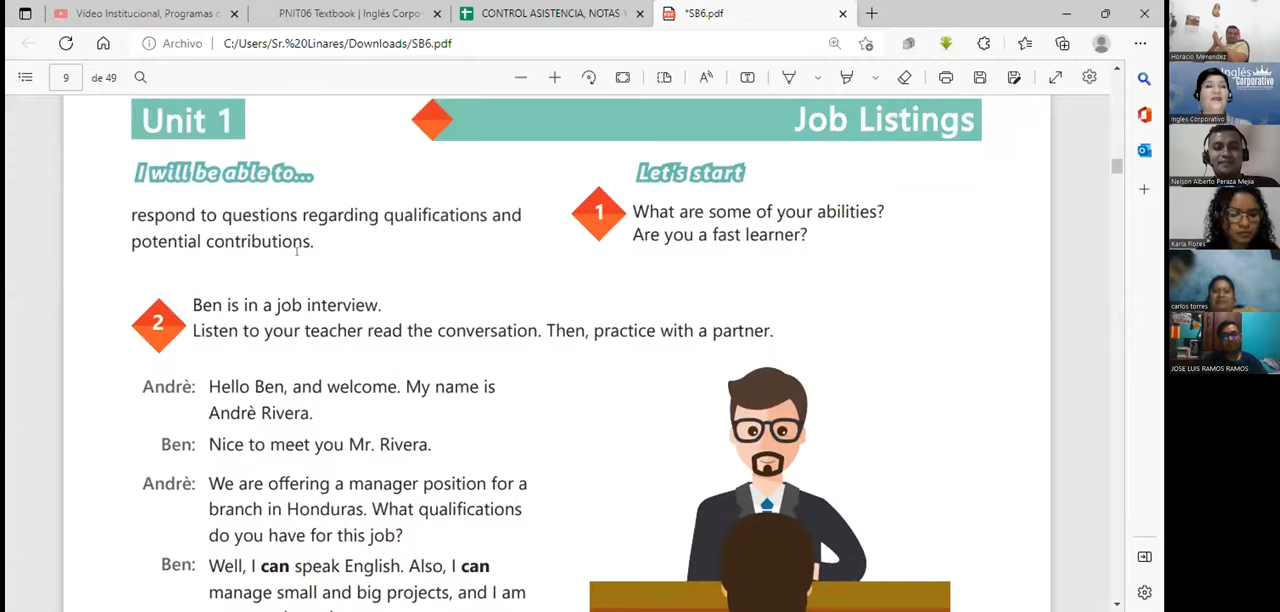 Vídeo Institucional, Programas c
PNIT06 Textbook | Inglés Corpo
CONTROL ASISTENCIA, NOTAS Y
*SB6.pdf
Archivo
C:/Users/Sr.%20Linares/Downloads/SB6.pdf
9
de 49
Unit 1
Job Listings
I will be able to...
Let's start
respond to questions regarding qualifications and
potential contributions.
1
What are some of your abilities?
Are you a fast learner?
2
Ben is in a job interview.
Listen to your teacher read the conversation. Then, practice with a partner.
Andrè: Hello Ben, and welcome. My name is
Andrè Rivera.
Ben: Nice to meet you Mr. Rivera.
Andrè: We are offering a manager position for a
branch in Honduras. What qualifications
do you have for this job?
Ben: Well, I can speak English. Also, I can
manage small and big projects, and I am
Horacio Menendez
Inglés
Corporativo
Ingles Corporativo
Nelson Alberto Peraza Mejía
Karla Flores
carlos torres
JOSE LUIS RAMOS RAMOS